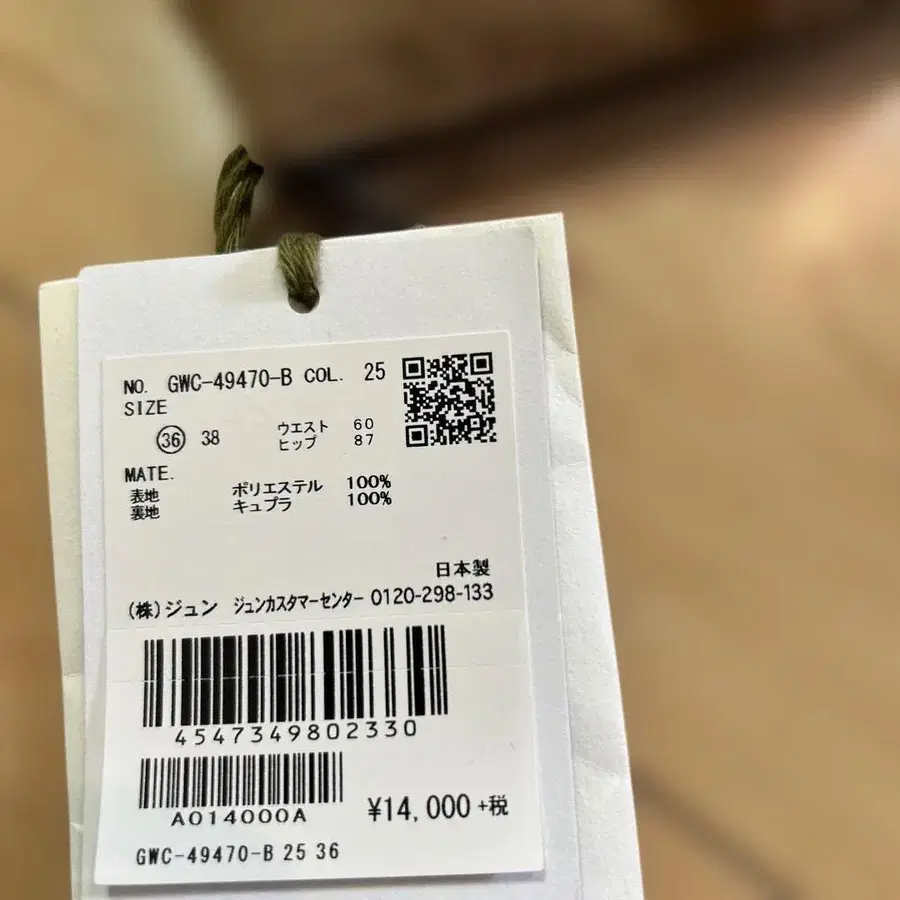 NO. GWC-49470-B COL. 25
SIZE
36 38 ウエスト 60
ヒップ 87
MATE.
表地 ポリエステル 100%
裏地 キュプラ 100%
日本製
(株)ジュン ジュンカスタマーセンター 0120-298-133
4547349802330
A014000A
¥14,000+税
GWC-49470-B 25 36